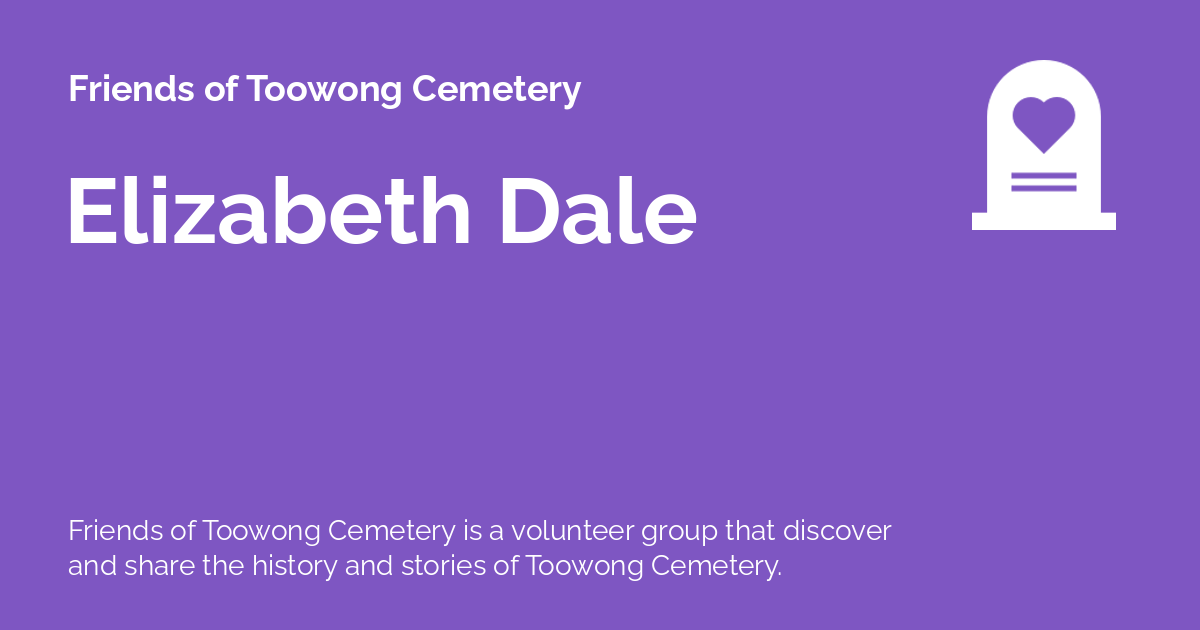 Friends of Toowong Cemetery
Elizabeth Dale
Friends of Toowong Cemetery is a volunteer group that discover
and share the history and stories of Toowong Cemetery.